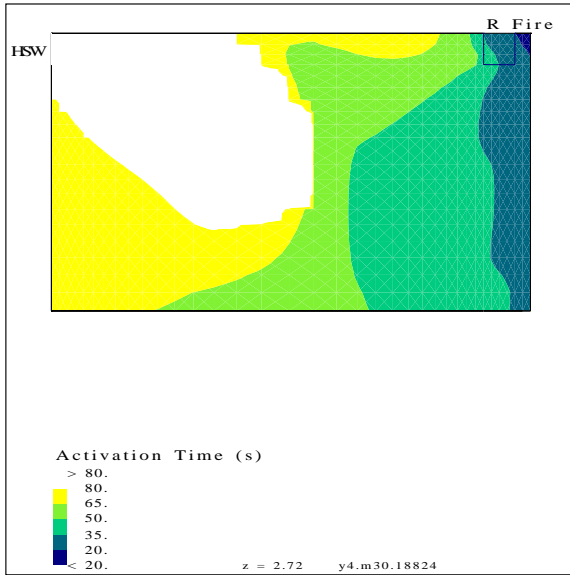 R Fire
HSW
Activation Time (s)
> 80.
80.
65.
50.
35.
20.
< 20.
z = 2.72 y4.m30.18824